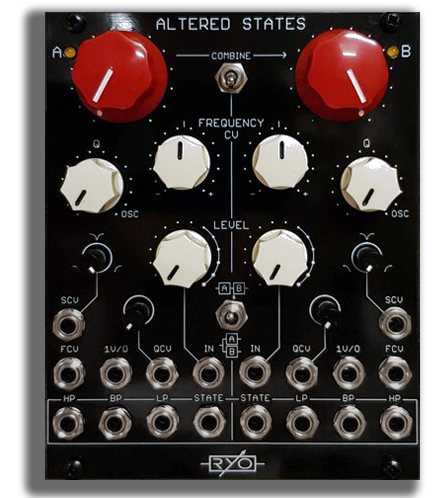 ALTERED STATES
A COMBINE B
FREQUENCY
CV
Q Q
- + - +
OSC OSC
LEVEL
A B
SCV SCV
A
B
FCV 1V/O QCV IN IN QCV 1V/O FCV
HP BP LP STATE STATE LP BP HP
RYO